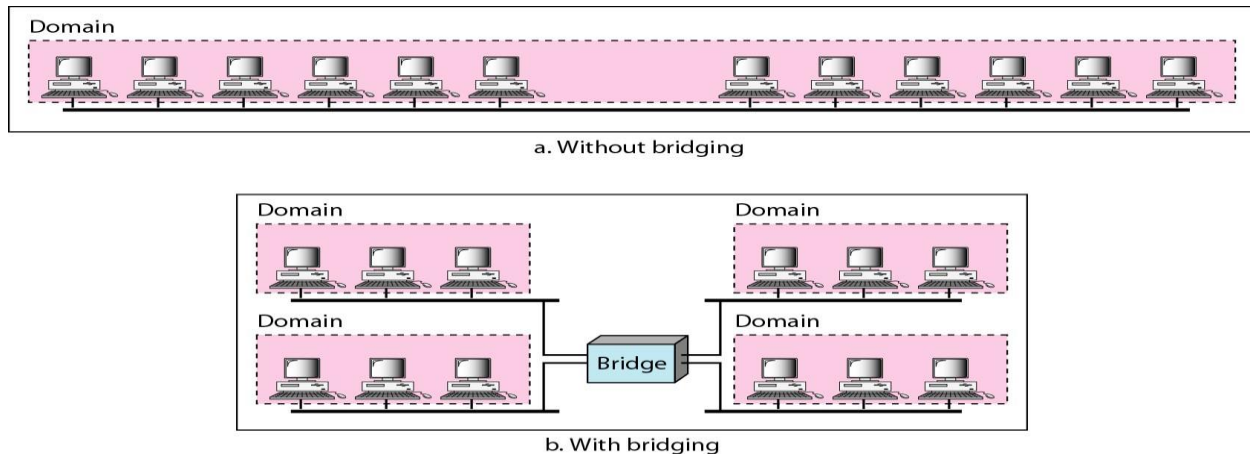 Domain
a. Without bridging
Domain
Domain
Domain
Domain
Bridge
b. With bridging